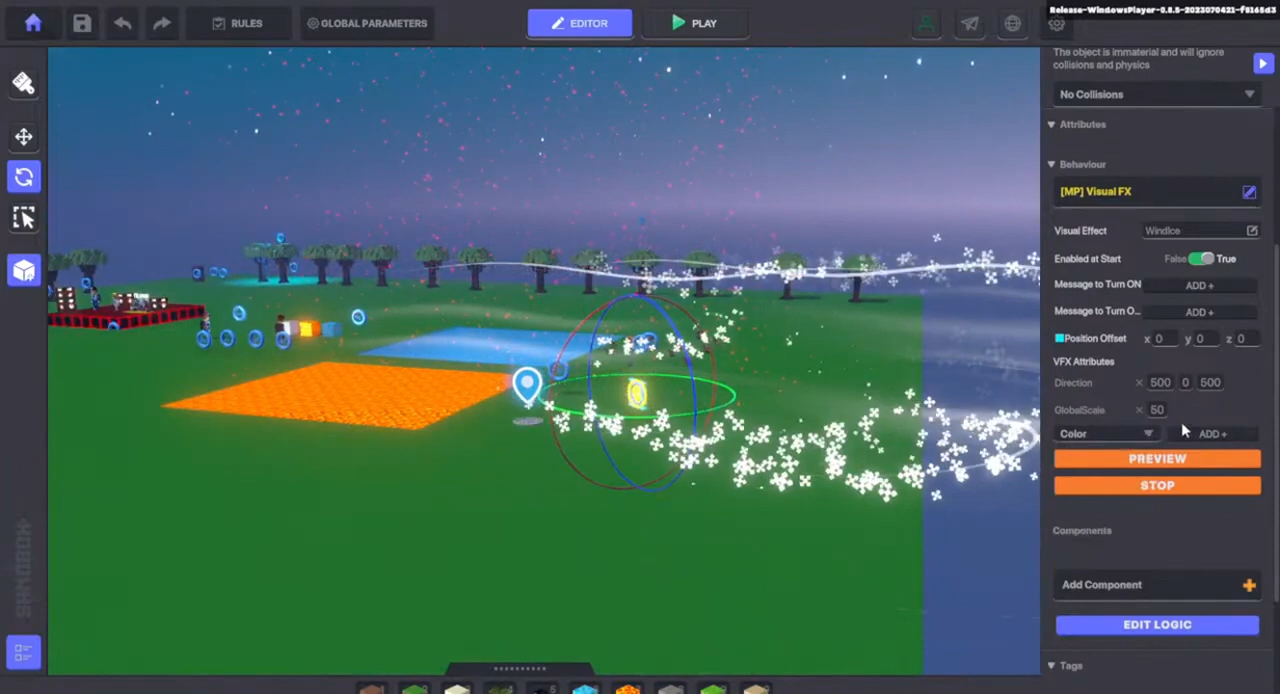 Release-WindowsPlayer-0.8.5-2023070421-f8165d3
RULES
GLOBAL PARAMETERS
EDITOR
PLAY
The object is immaterial and will ignore
collisions and physics
No Collisions
Attributes
Behaviour
[MP] Visual FX
Visual Effect WindIce
Enabled at Start False True
Message to Turn ON ADD +
Message to Turn O... ADD +
Position Offset x 0 y 0 z 0
VFX Attributes
Direction × 500 0 500
GlobalScale × 50
Color ADD +
PREVIEW
STOP
Components
Add Component +
EDIT LOGIC
Tags
SANDBOX